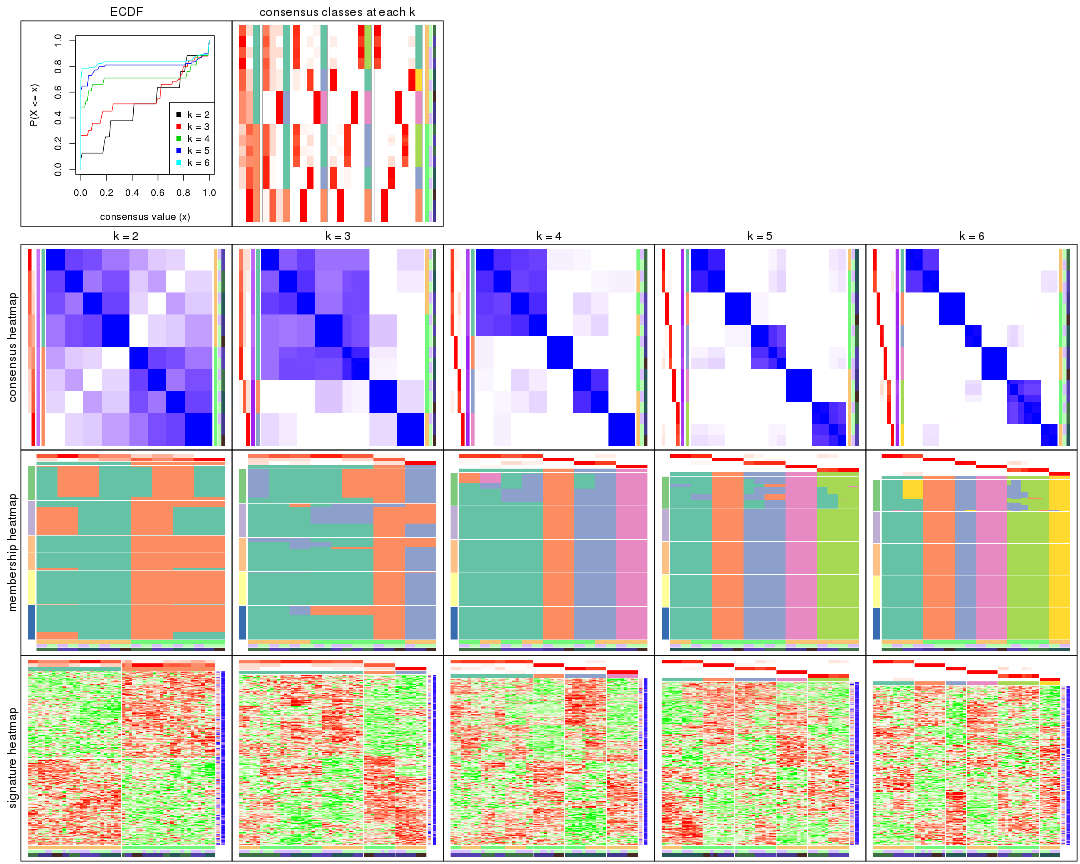 ECDF
consensus classes at each k
P(X <= x)
1.0
0.8
0.6
0.4
0.2
0.0
k = 2
k = 3
k = 4
k = 5
k = 6
0.0 0.2 0.4 0.6 0.8 1.0
consensus value (x)
k = 2 k = 3 k = 4 k = 5 k = 6
consensus heatmap
membership heatmap
signature heatmap